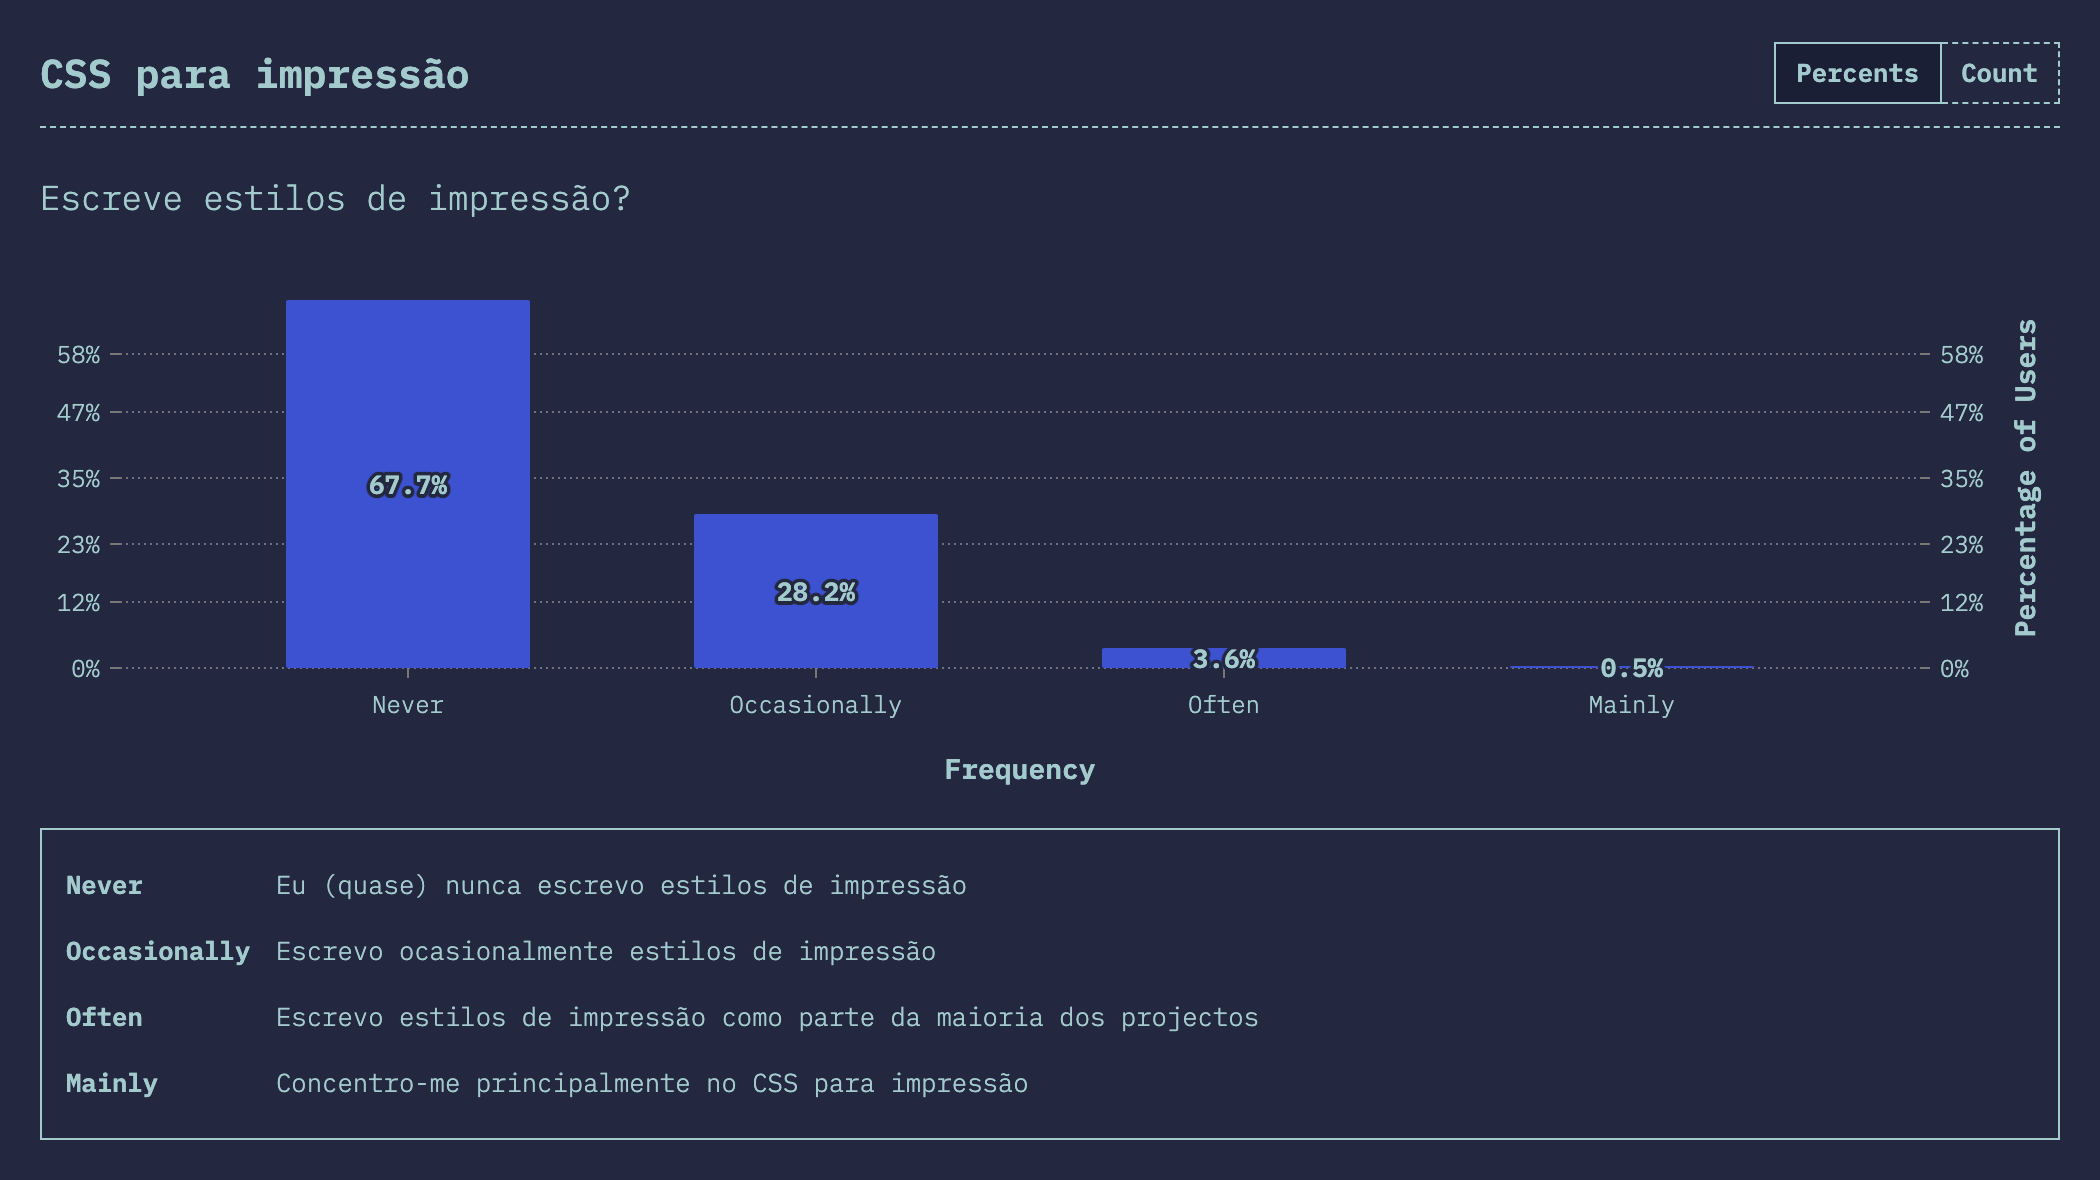 CSS para impressão
Percents Count
Escreve estilos de impressão?
58% 58%
47% 47%
35% 35%
23% 23%
12% 12%
0% 0%
67.7%
28.2%
3.6%
0.5%
Percentage of Users
Never Occasionally Often Mainly
Frequency
Never Eu (quase) nunca escrevo estilos de impressão
Occasionally Escrevo ocasionalmente estilos de impressão
Often Escrevo estilos de impressão como parte da maioria dos projectos
Mainly Concentro-me principalmente no CSS para impressão